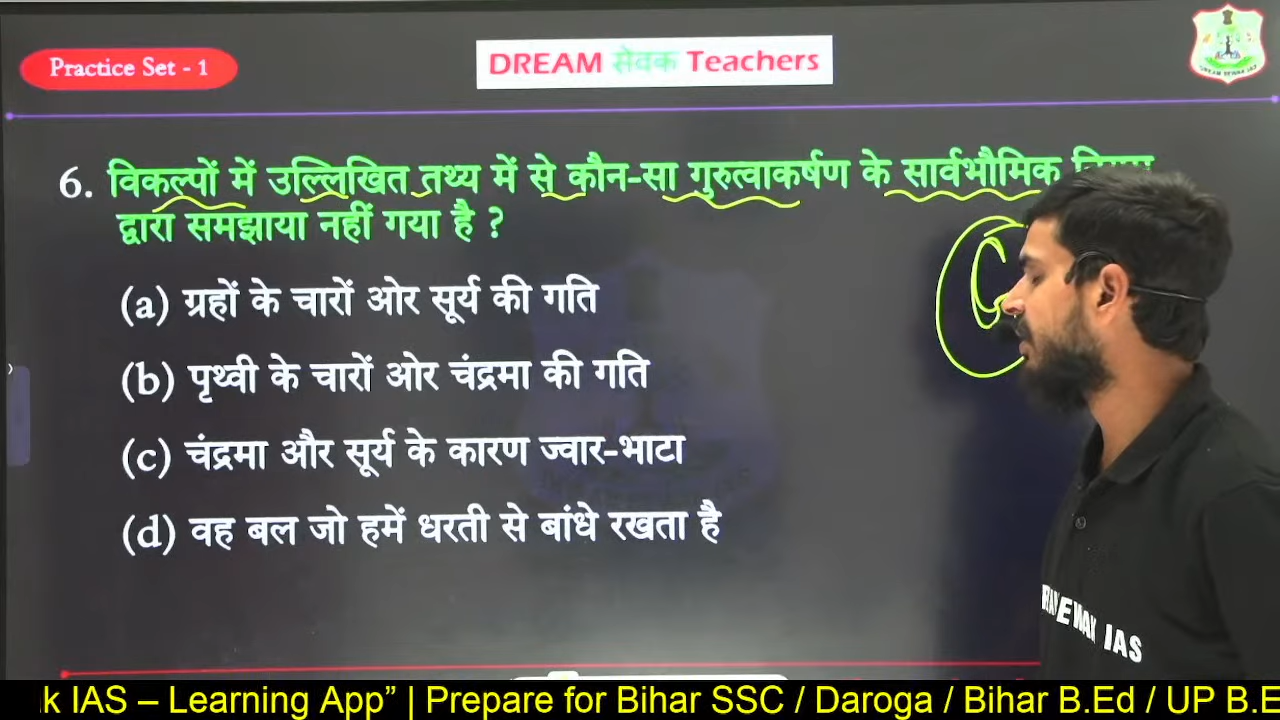 Practice Set - 1
DREAM सेवक Teachers
6. विकल्पों में उल्लिखित तथ्य में से कौन-सा गुरुत्वाकर्षण के सार्वभौमिक
द्वारा समझाया नहीं गया है ?
(a) ग्रहों के चारों ओर सूर्य की गति
(b) पृथ्वी के चारों ओर चंद्रमा की गति
(c) चंद्रमा और सूर्य के कारण ज्वार-भाटा
(d) वह बल जो हमें धरती से बांधे रखता है
IAS
k IAS – Learning App” | Prepare for Bihar SSC / Daroga / Bihar B.Ed / UP B.E